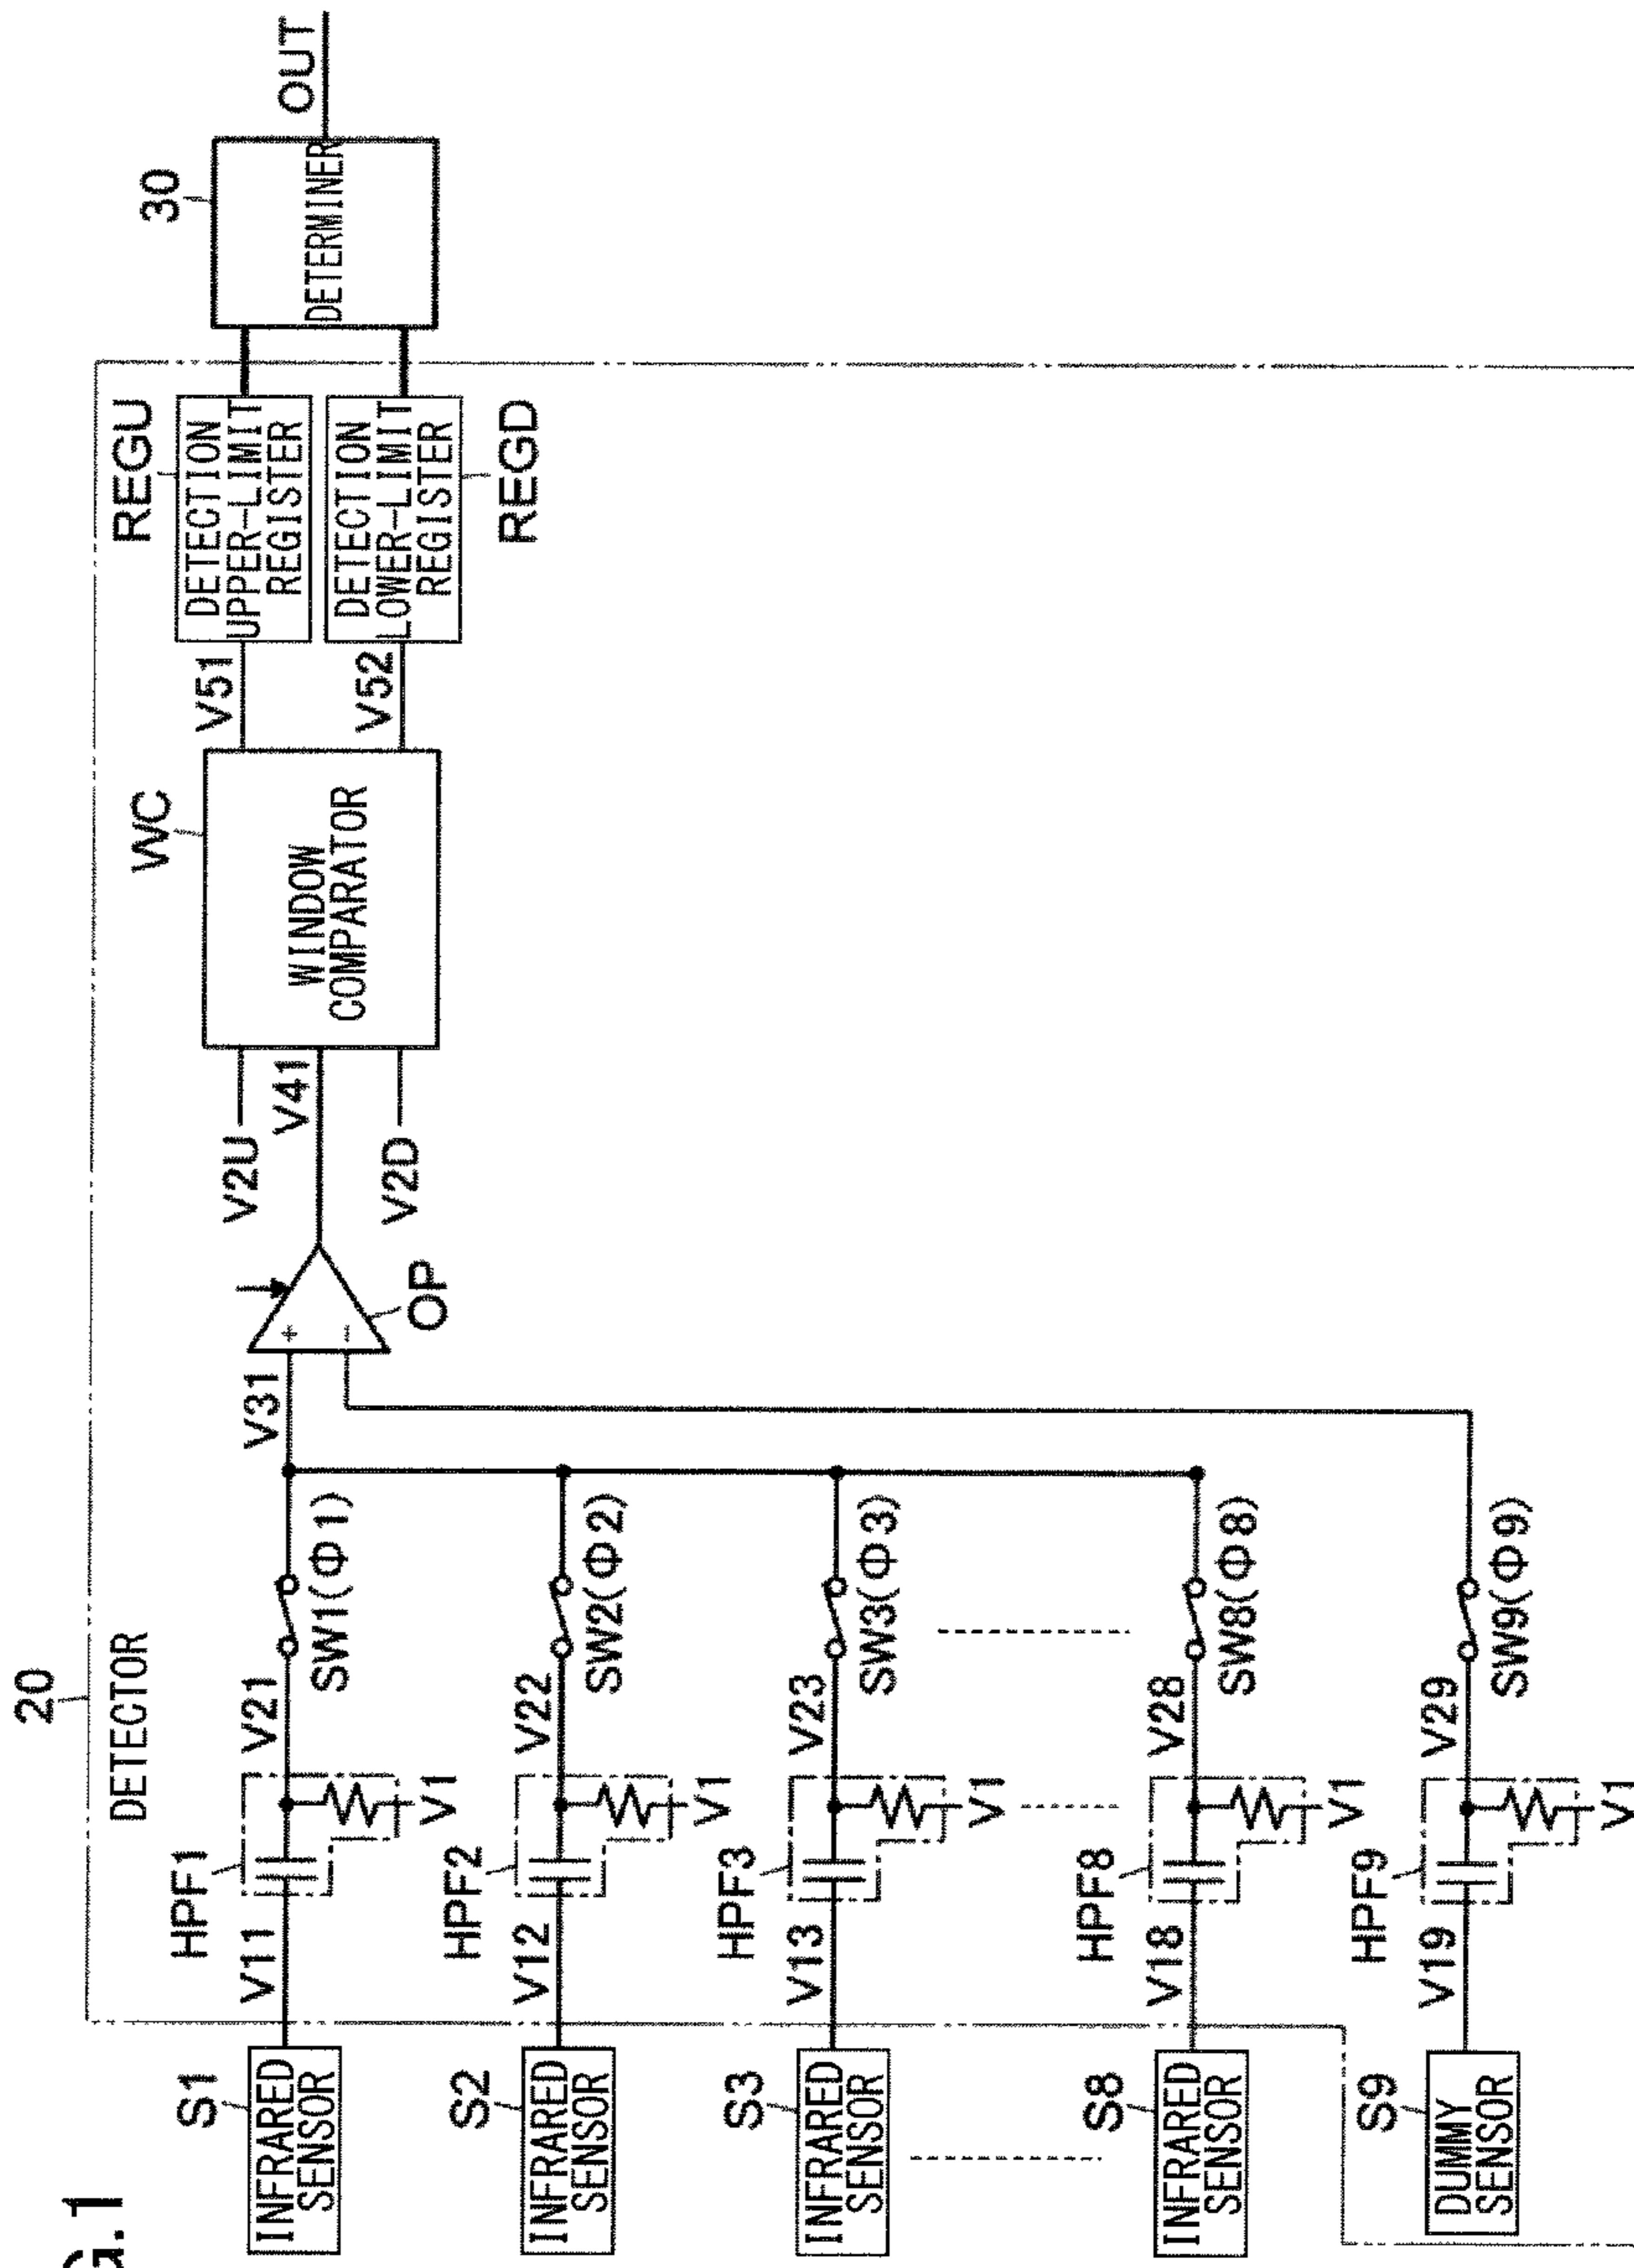 G.1
20
DETECTOR
S1
INFRARED
SENSOR
V11
HPF1
V1
V21
SW1(Φ1)
V31
S2
INFRARED
SENSOR
V12
HPF2
V1
V22
SW2(Φ2)
S3
INFRARED
SENSOR
V13
HPF3
V1
V23
SW3(Φ3)
S8
INFRARED
SENSOR
V18
HPF8
V1
V28
SW8(Φ8)
S9
DUMMY
SENSOR
V19
HPF9
V1
V29
SW9(Φ9)
+
−
OP
V2U
V41
V2D
WC
WINDOW
COMPARATOR
V51
V52
REGU
DETECTION
UPPER-LIMIT
REGISTER
DETECTION
LOWER-LIMIT
REGISTER
REGD
30
DETERMINER
OUT